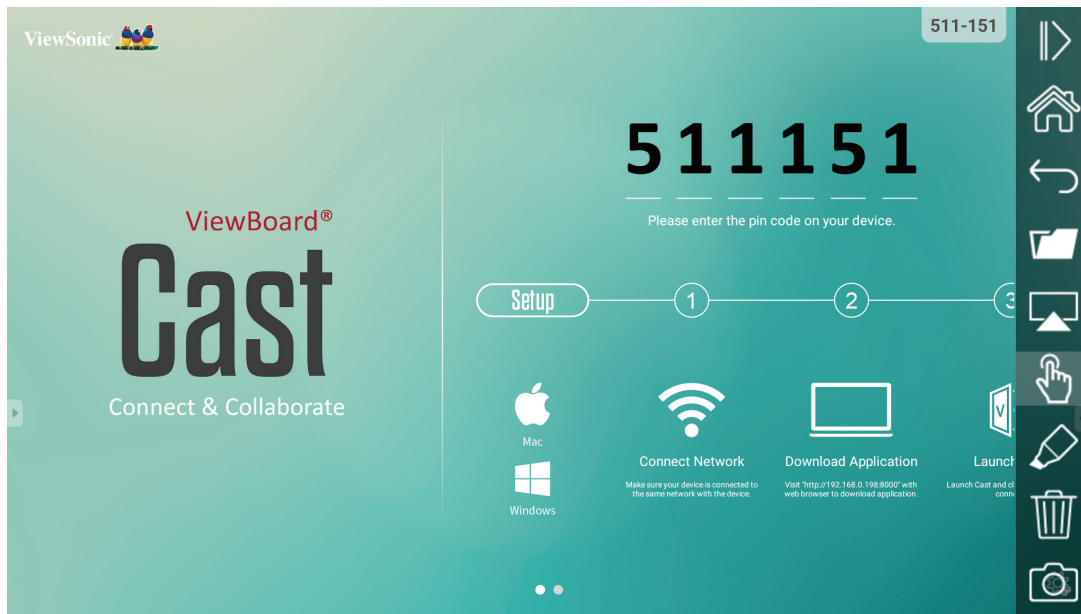 ViewSonic
511-151
511151
Please enter the pin code on your device.
ViewBoard®
Cast
Connect & Collaborate
Setup
1
2
3
Mac
Windows
Connect Network
Make sure your device is connected to
the same network with the device.
Download Application
Visit "http://192.168.0.198:8000" with
web browser to download application.
Launch
Launch Cast and cl
conn
V